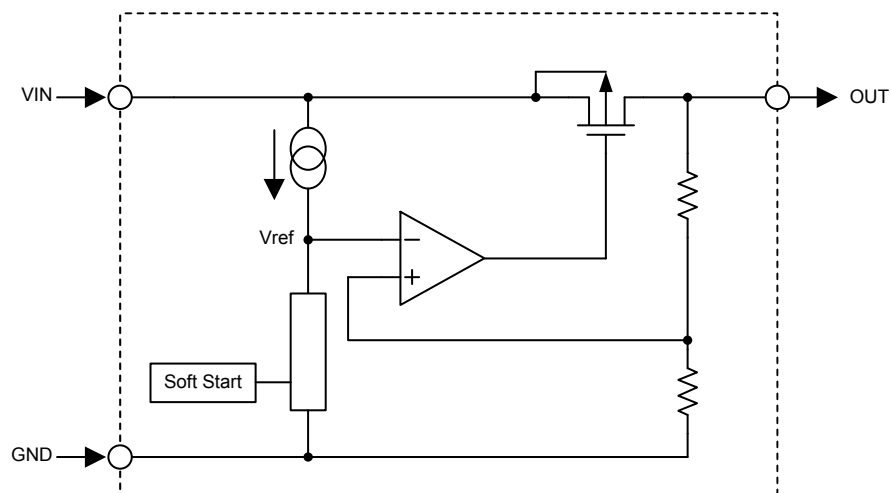 VIN
OUT
Vref
−
+
Soft Start
GND